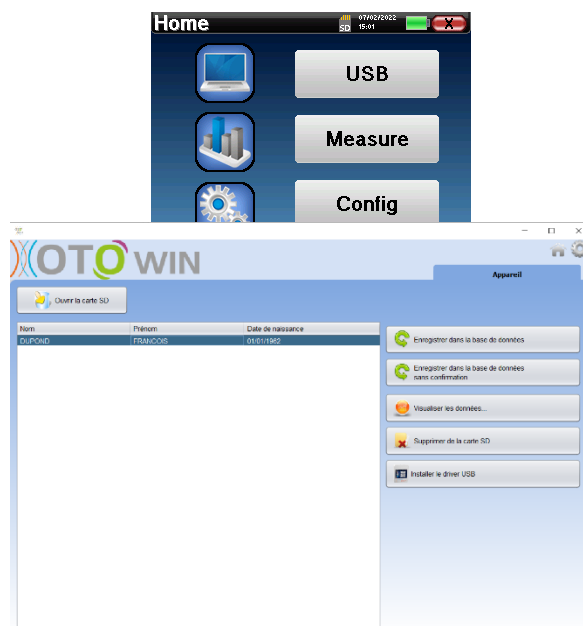 Home
SD
07/02/2022
15:01
X
USB
Measure
Config
OTO WIN
Appareil
Ouvrir la carte SD
Nom Prénom Date de naissance
DUPOND FRANCOIS 01/01/1962
Enregistrer dans la base de données
Enregistrer dans la base de données
sans confirmation
Visualiser les données...
Supprimer de la carte SD
Installer le driver USB